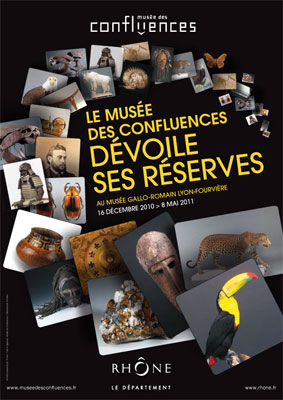 musée des
confluences
LE MUSÉE
DES CONFLUENCES
DÉVOILE
SES RÉSERVES
AU MUSÉE GALLO-ROMAIN LYON-FOURVIÈRE
16 DÉCEMBRE 2010 > 8 MAI 2011
RHÔNE
LE DÉPARTEMENT
www.museedesconfluences.fr
www.rhone.fr